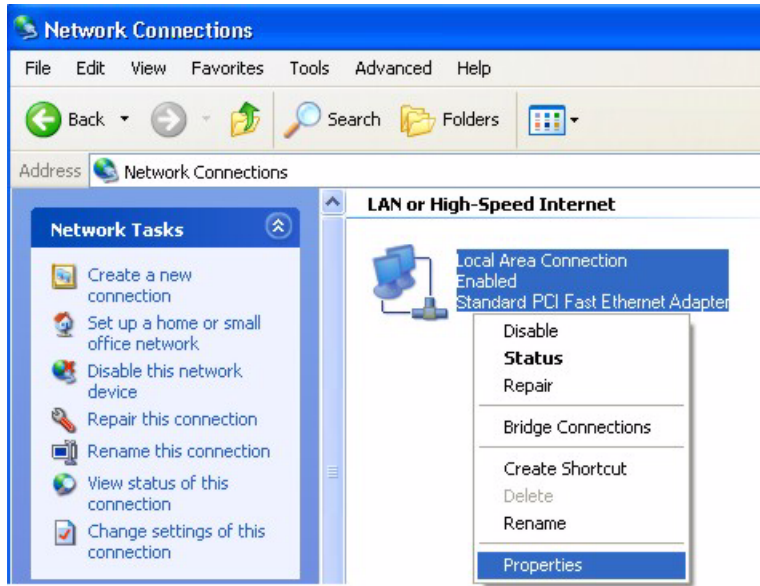 Network Connections
File Edit View Favorites Tools Advanced Help
Back Search Folders
Address Network Connections
Network Tasks
Create a new
connection
Set up a home or small
office network
Disable this network
device
Repair this connection
Rename this connection
View status of this
connection
Change settings of this
connection
LAN or High-Speed Internet
Local Area Connection
Enabled
Standard PCI Fast Ethernet Adapter
Disable
Status
Repair
Bridge Connections
Create Shortcut
Delete
Rename
Properties